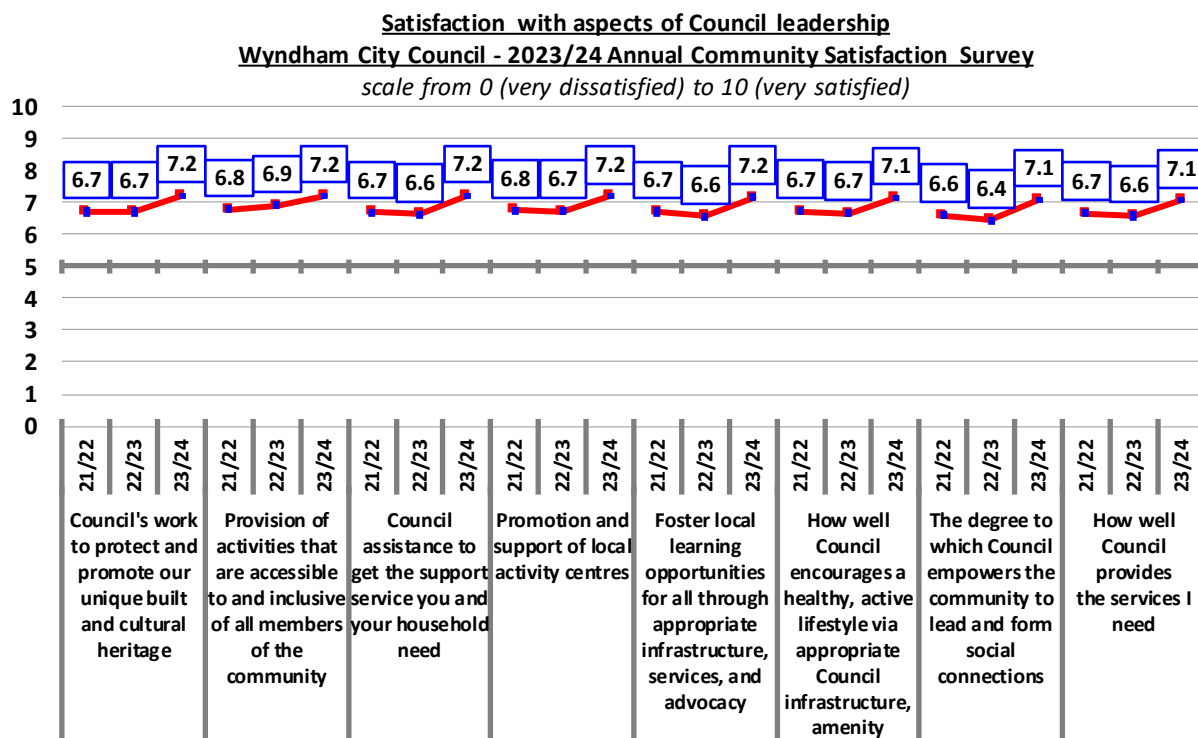 Satisfaction with aspects of Council leadership
Wyndham City Council - 2023/24 Annual Community Satisfaction Survey
scale from 0 (very dissatisfied) to 10 (very satisfied)
10
9
8
7
6
5
4
3
2
1
0
6.7 6.7 7.2 6.8 6.9 7.2 6.7 6.6 7.2 6.8 6.7 7.2 6.7 6.6 7.2 6.7 6.7 7.1 6.6 6.4 7.1 6.7 6.6 7.1
21/22 22/23 23/24 21/22 22/23 23/24 21/22 22/23 23/24 21/22 22/23 23/24 21/22 22/23 23/24 21/22 22/23 23/24 21/22 22/23 23/24 21/22 22/23 23/24
Council's work
to protect and
promote our
unique built
and cultural
heritage
Provision of
activities that
are accessible
to and inclusive
of all members
of the
community
Council
assistance to
get the support
service you and
your household
need
Promotion and
support of local
activity centres
Foster local
learning
opportunities
for all through
appropriate
infrastructure,
services, and
advocacy
How well
Council
encourages a
healthy, active
lifestyle via
appropriate
Council
infrastructure,
amenity
The degree to
which Council
empowers the
community to
lead and form
social
connections
How well
Council
provides
the services I
need